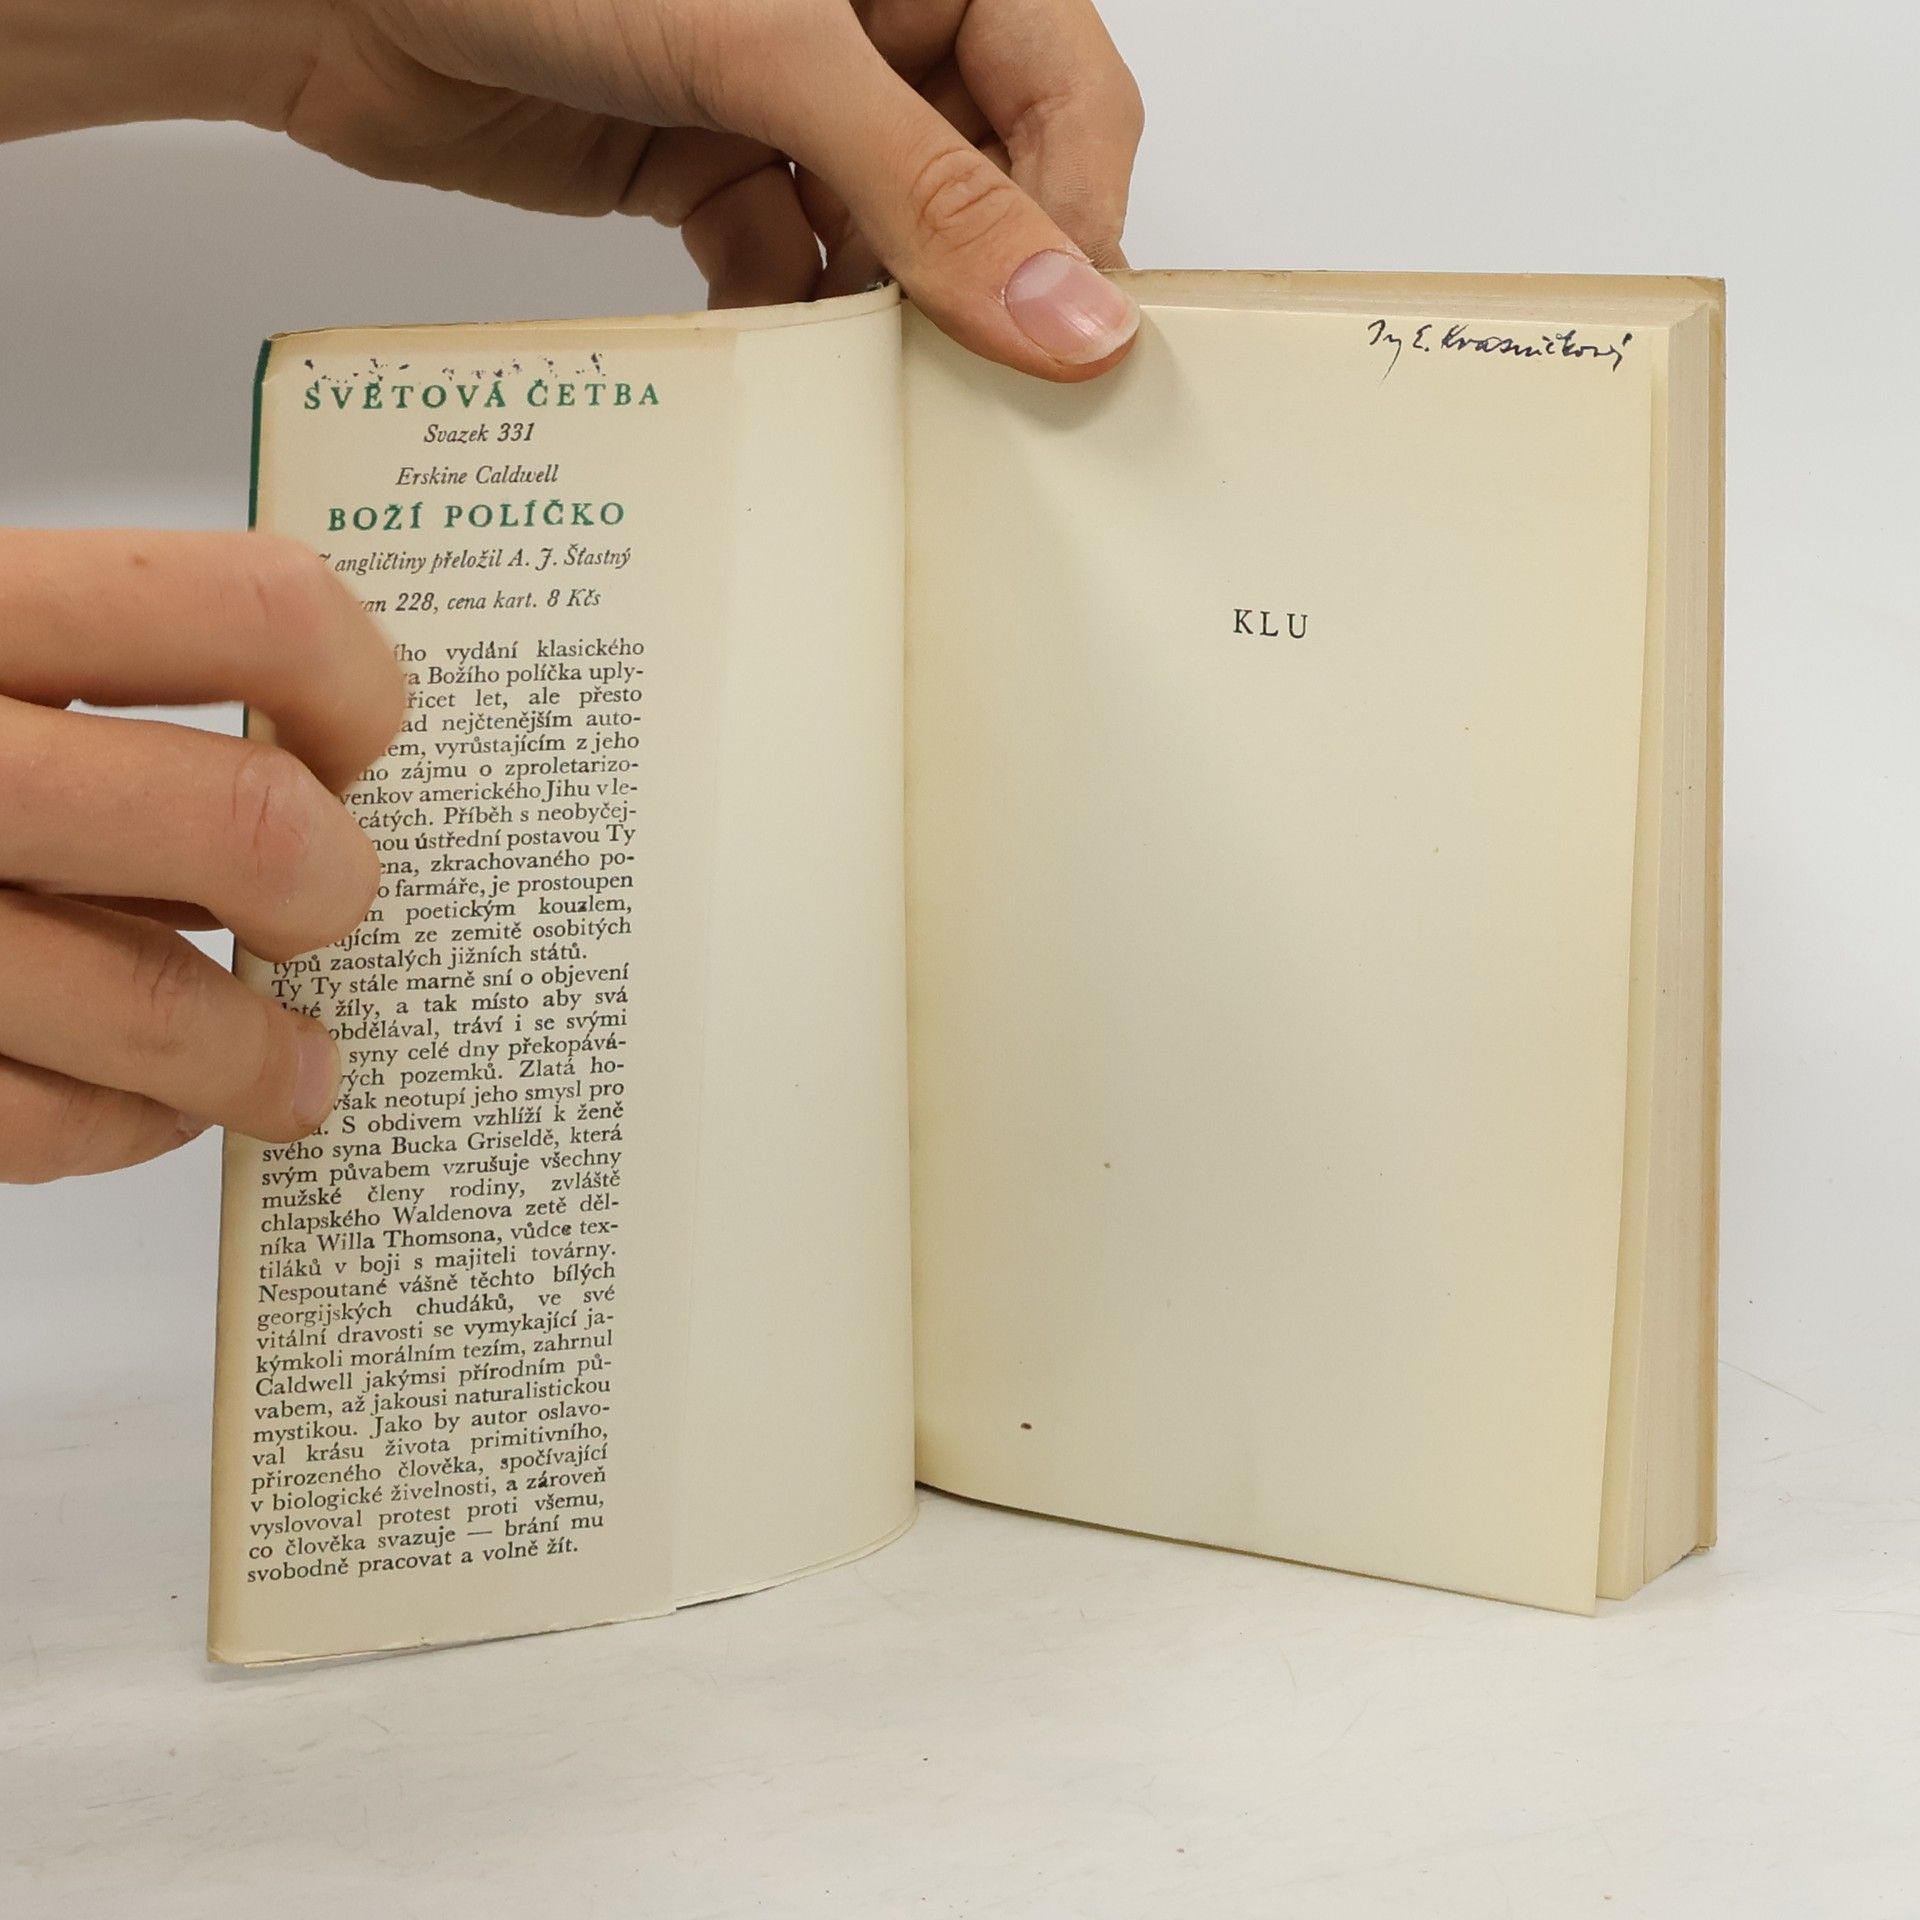 SVĚTOVÁ ČETBA
Svazek 331
Erskine Caldwell
BOŽÍ POLÍČKO
angličtiny přeložil A. J. Šťastný
228, cena kart. 8 Kčs
vydání klasického
Božího políčka uply-
let, ale přesto
nejčtenějším auto-
vyrůstajícím z jeho
zájmu o zproletarizo-
amerického Jihu v le-
Příběh s neobyčej-
ústřední postavou Ty
zkrachovaného po-
farmáře, je prostoupen
poetickým kouzlem,
ze zemitě osobitých
typů zaostalých jižních států.
Ty Ty stále marně sní o objevení
žíly, a tak místo aby svá
obdělával, tráví i se svými
syny celé dny překopává-
pozemků. Zlatá ho-
však neotupí jeho smysl pro
S obdivem vzhlíží k ženě
svého syna Bucka Griseldě, která
svým půvabem vzrušuje všechny
mužské členy rodiny, zvláště
chlapského Waldenova zetě děl-
níka Willa Thomsona, vůdce tex-
tiláků v boji s majiteli továrny.
Nespoutané vášně těchto bílých
georgijských chudáků, ve své
vitální dravosti se vymykající ja-
kýmkoli morálním tezím, zahrnul
Caldwell jakýmsi přírodním pů-
vabem, až jakousi naturalistickou
mystikou. Jako by autor oslavo-
val krásu života primitivního,
přirozeného člověka, spočívající
v biologické živelnosti, a zároveň
vyslovoval protest proti všemu,
co člověka svazuje — brání mu
svobodně pracovat a volně žít.
E.
KLU